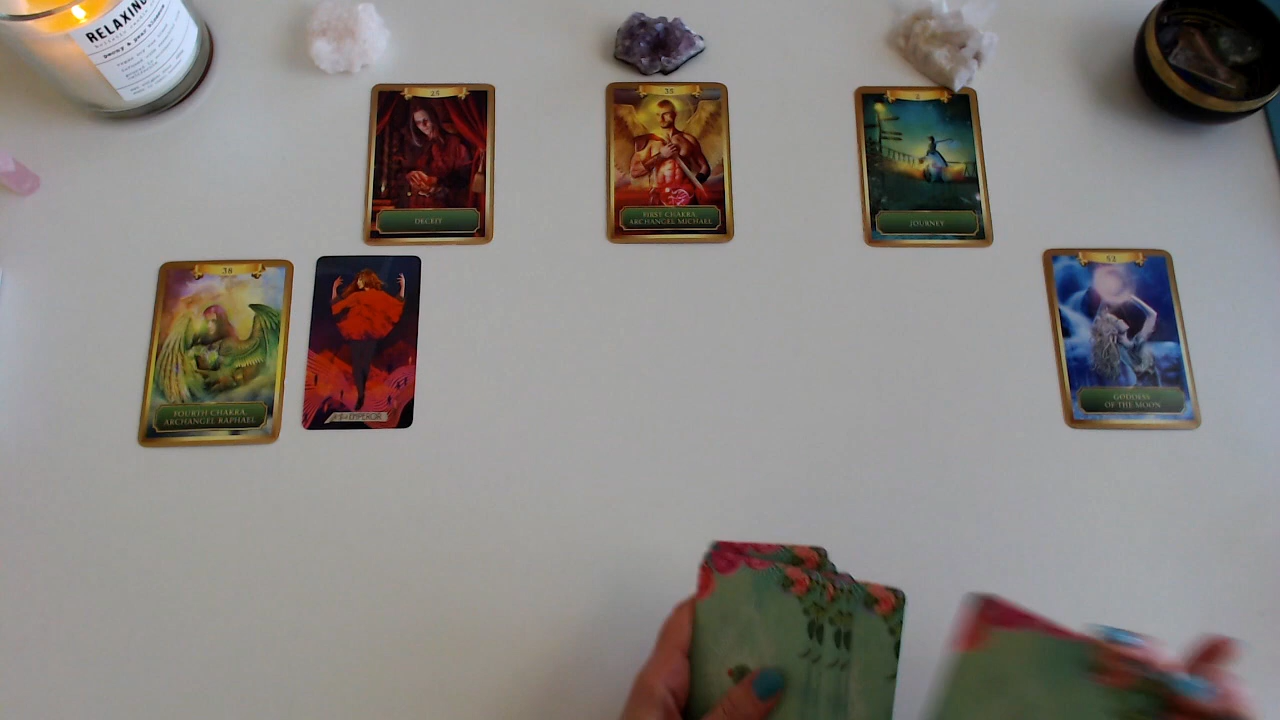 RELAXING
25
DECEIT
35
FIRST CHAKRA,
ARCHANGEL MICHAEL
JOURNEY
38
FOURTH CHAKRA,
ARCHANGEL RAPHAEL
EMPEROR
52
GODDESS
OF THE MOON